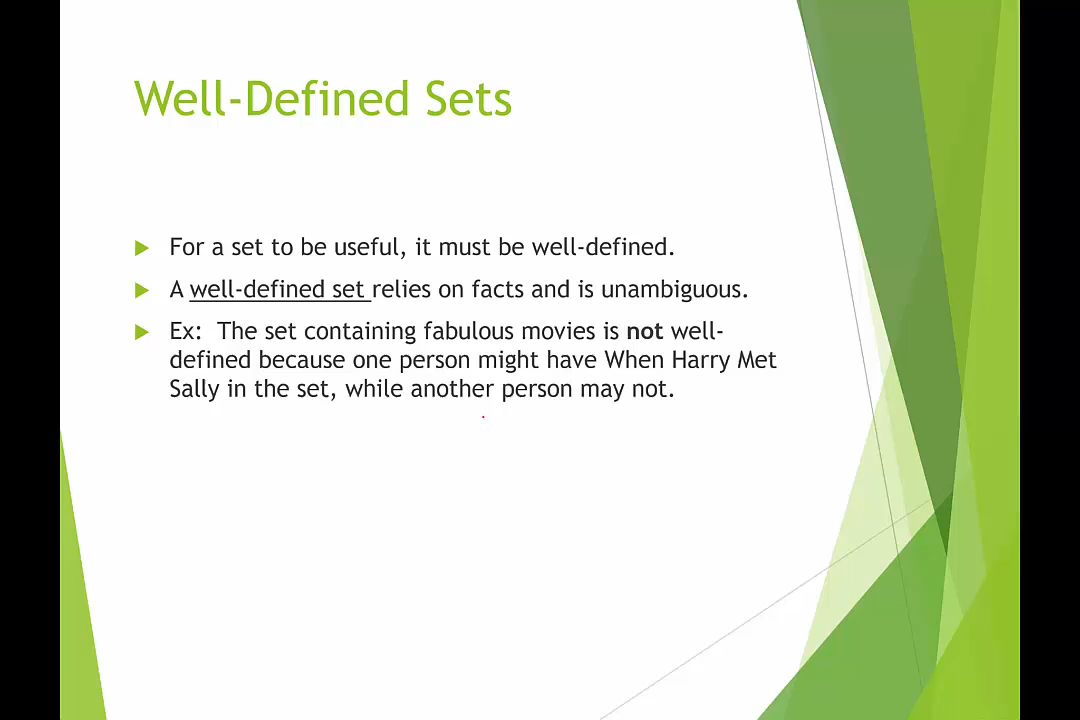 Well-Defined Sets
For a set to be useful, it must be well-defined.
A well-defined set relies on facts and is unambiguous.
Ex:  The set containing fabulous movies is not well-
defined because one person might have When Harry Met
Sally in the set, while another person may not.